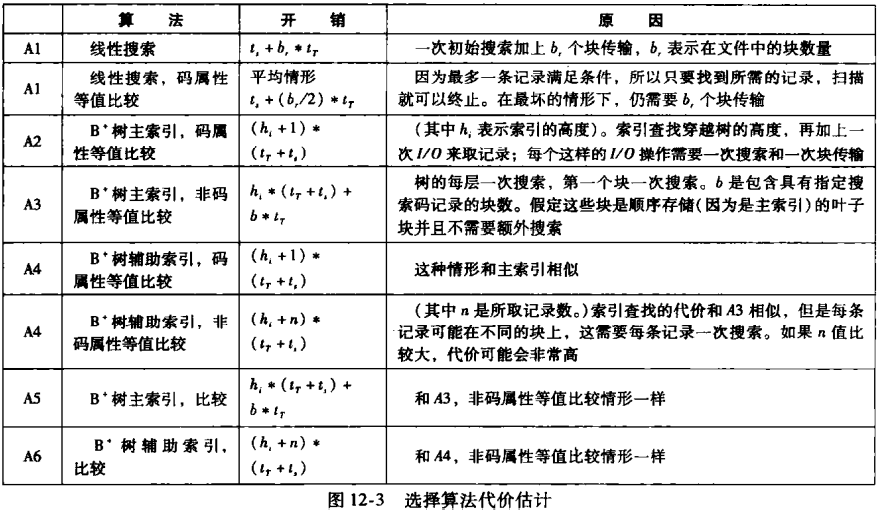 算 法 开 销 原 因
A1 线性搜索 t_s + b_r * t_T 一次初始搜索加上 b_r 个块传输，b_r 表示在文件中的块数量
A1 线性搜索，码属性 平均情形 因为最多一条记录满足条件，所以只要找到所需的记录，扫描
等值比较 t_s + (b_r/2) * t_T 就可以终止。在最坏的情形下，仍需要 b_r 个块传输
A2 B⁺树主索引，码属 (h_i + 1) * (其中 h_i 表示索引的高度)。索引查找穿越树的高度，再加上一
性等值比较 (t_T + t_s) 次 I/O 来取记录；每个这样的 I/O 操作需要一次搜索和一次块传输
A3 B⁺树主索引，非码 h_i * (t_T + t_s) + 树的每层一次搜索，第一个块一次搜索。b 是包含具有指定搜
属性等值比较 b * t_T 索码记录的块数。假定这些块是顺序存储(因为是主索引)的叶子
块并且不需要额外搜索
A4 B⁺树辅助索引，码 (h_i + 1) * 这种情形和主索引相似
属性等值比较 (t_T + t_s)
A4 B⁺树辅助索引，非 (h_i + n) * (其中 n 是所取记录数。)索引查找的代价和 A3 相似，但是每条
码属性等值比较 (t_T + t_s) 记录可能在不同的块上，这需要每条记录一次搜索。如果 n 值比
较大，代价可能会非常高
A5 B⁺树主索引，比较 h_i * (t_T + t_s) + 和 A3，非码属性等值比较情形一样
b * t_T
A6 B⁺树辅助索引， (h_i + n) * 和 A4，非码属性等值比较情形一样
比较 (t_T + t_s)
图 12-3 选择算法代价估计